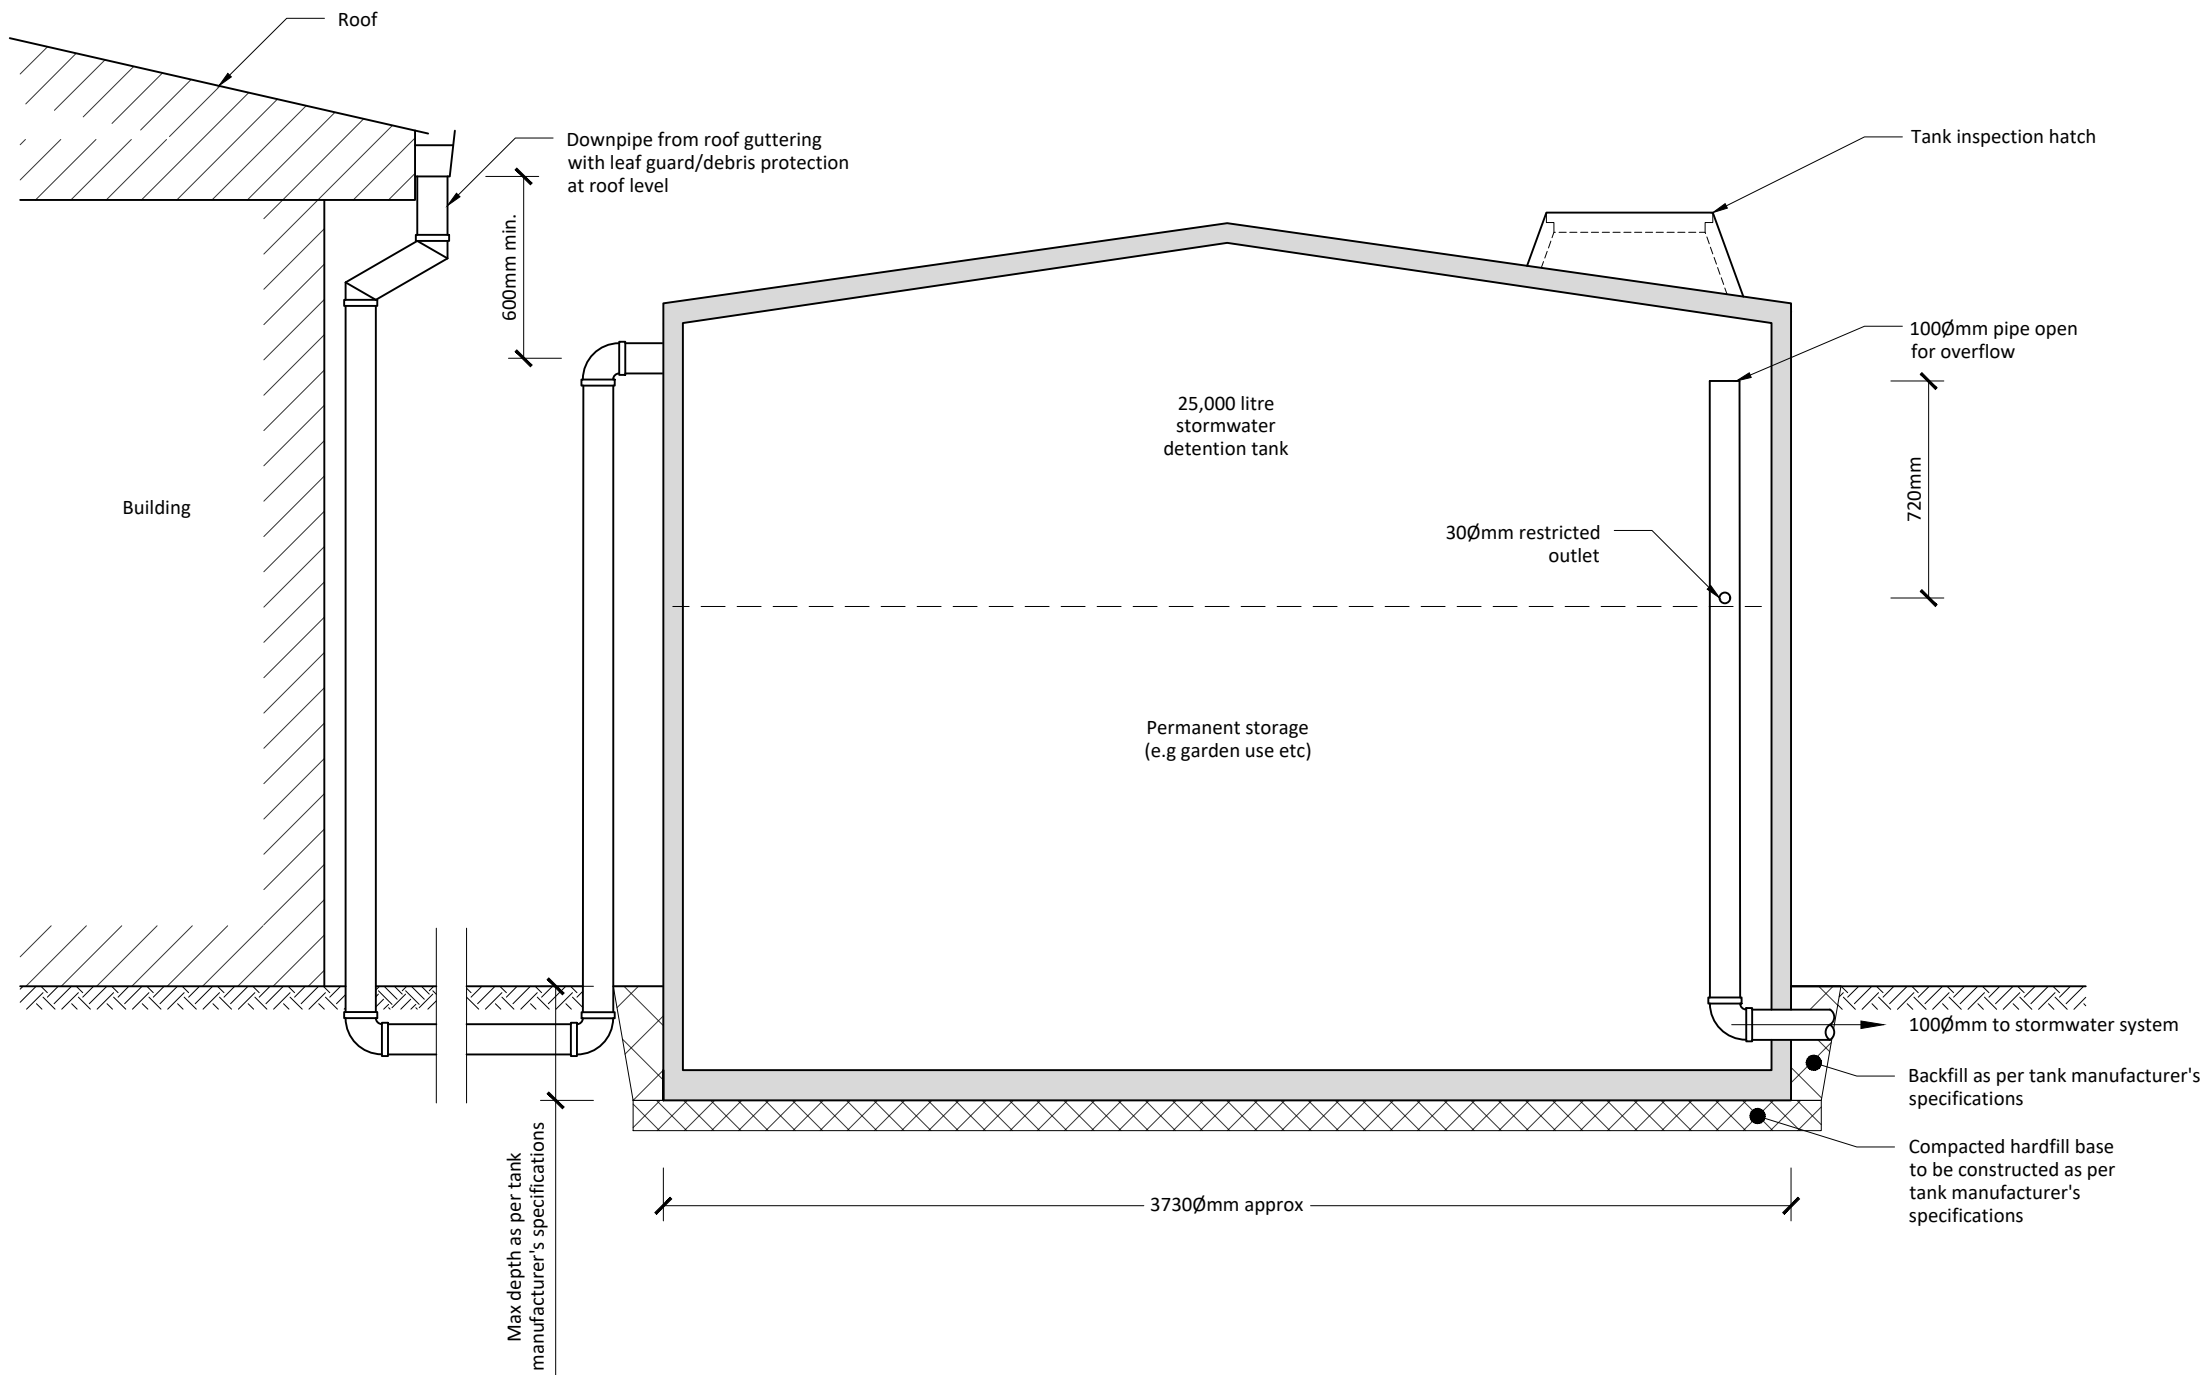 Roof
Downpipe from roof guttering
with leaf guard/debris protection
at roof level
Tank inspection hatch
600mm min.
100Ømm pipe open
for overflow
25,000 litre
stormwater
detention tank
720mm
Building
30Ømm restricted
outlet
Permanent storage
(e.g garden use etc)
100Ømm to stormwater system
Backfill as per tank manufacturer's
specifications
Compacted hardfill base
to be constructed as per
tank manufacturer's
specifications
3730Ømm approx
Max depth as per tank
manufacturer's specifications